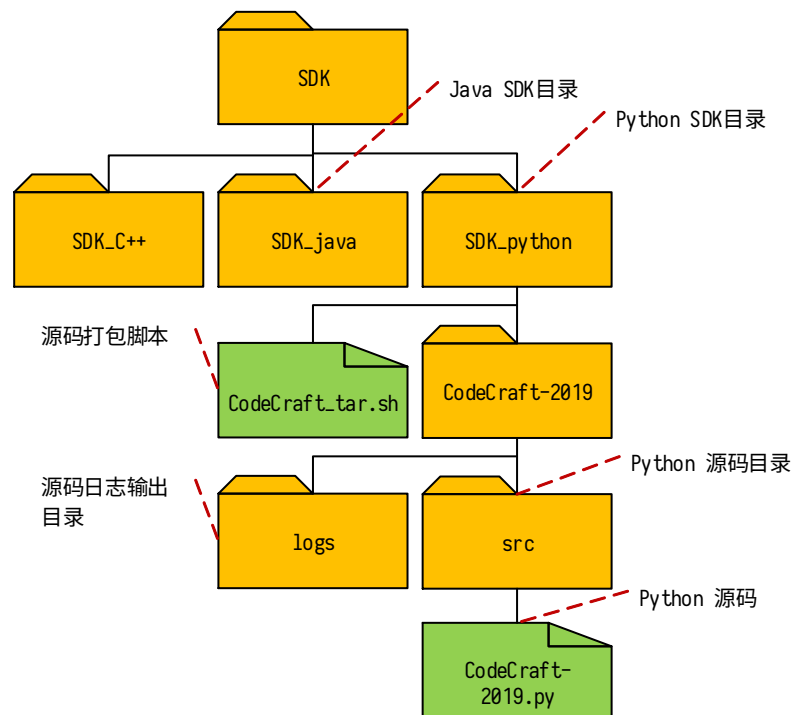 SDK
Java SDK目录
Python SDK目录
SDK_C++
SDK_java
SDK_python
源码打包脚本
CodeCraft_tar.sh
CodeCraft-2019
源码日志输出
目录
logs
src
Python 源码目录
Python 源码
CodeCraft-
2019.py